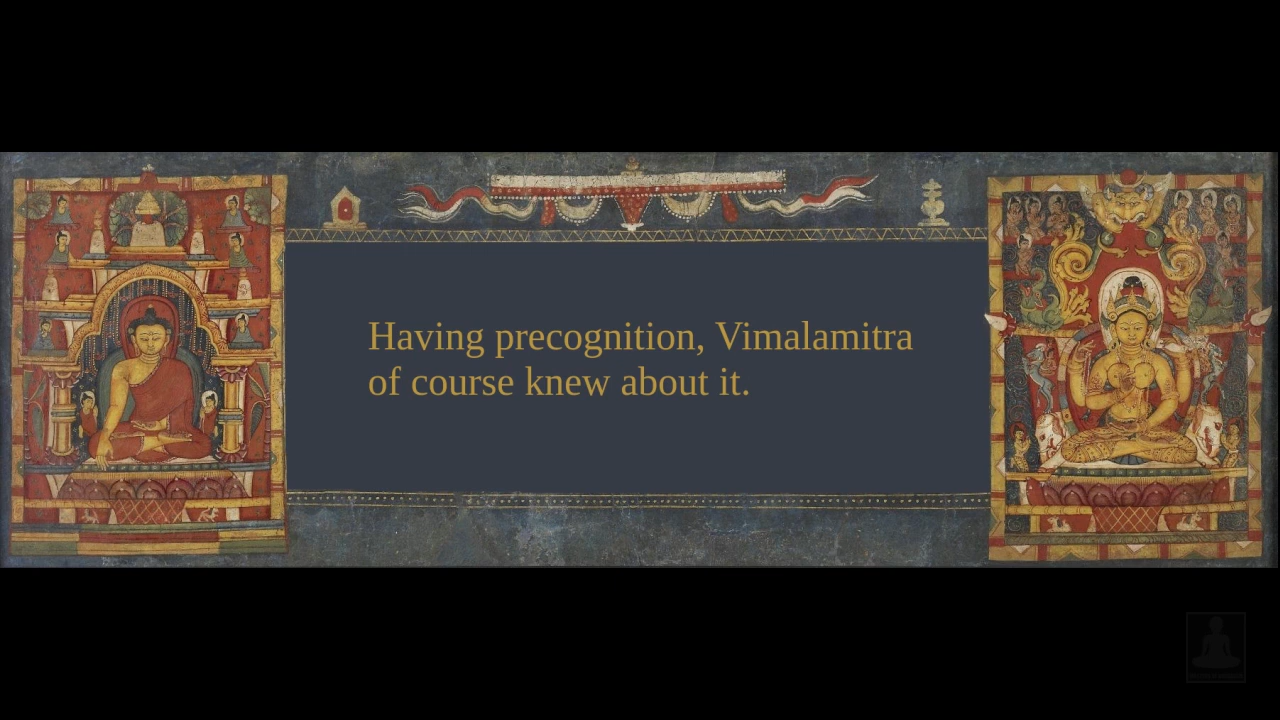 Having precognition, Vimalamitra
of course knew about it.